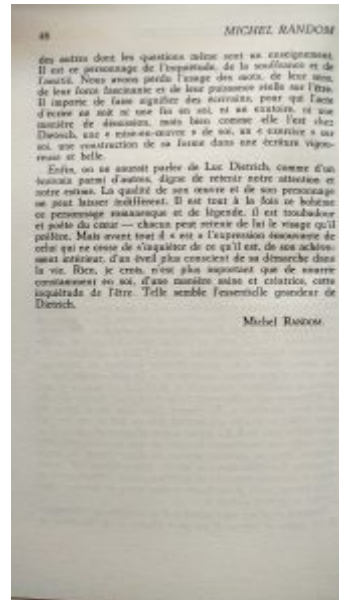 48 MICHEL RANDOM
des autres dont les questions même sont un enseignement.
Il est ce personnage de l'inquiétude, de la souffrance et de
l'amitié. Nous avons perdu l'usage des mots, de leur sens,
de leur force fascinante et de leur puissance réelle sur l'être.
Il importe de faire signifier des écrivains, pour qui l'acte
d'écrire ne soit ni une fin en soi, ni un exutoire, ni une
manière de mais bien comme elle l'est chez
Dietrich, une « mise-en-œuvre » de soi, un « exercice » sur
soi, une construction de sa forme dans une écriture vigou-
reuse et belle.
Enfin, on ne saurait parler de Luc Dietrich, comme d'un
écrivain parmi d'autres, digne de retenir notre attention et
notre estime. La qualité de son œuvre et de son personnage
ne peut laisser indifférent. Il est tout à la fois ce bohème
ce personnage romanesque et de légende, il est troubadour
et poète du cœur — chacun peut retenir de lui le visage qu'il
préfère. Mais avant tout il « est » l'expression émouvante de
celui qui ne cesse de s'inquiéter de ce qu'il est, de son achève-
ment intérieur, d'un éveil plus conscient de sa démarche dans
la vie. Rien, je crois, n'est plus important que de nourrir
constamment en soi, d'une manière saine et créatrice, cette
inquiétude de l'être. Telle semble l'essentielle grandeur de
Dietrich.
Michel RANDOM.